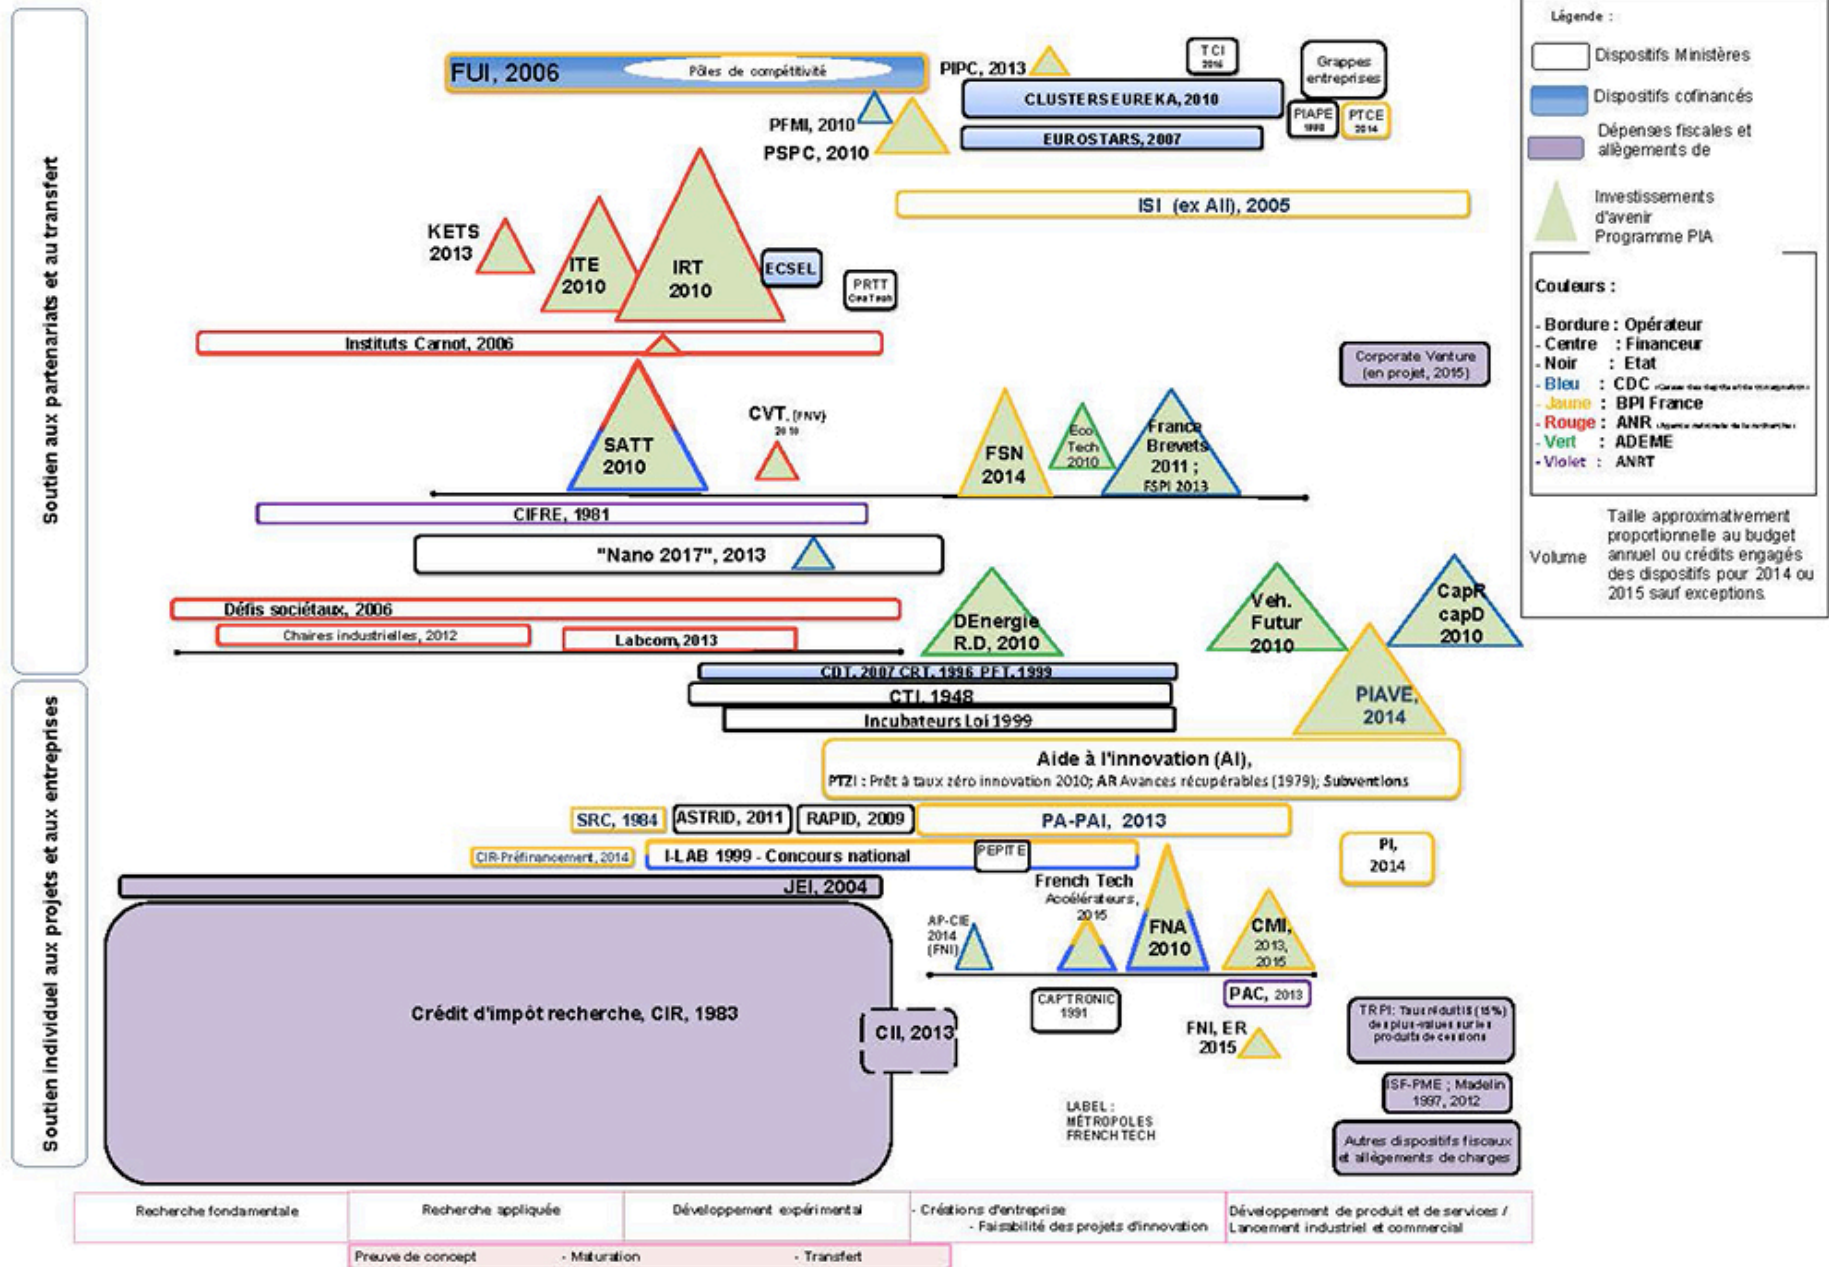 Soutien aux partenariats et au transfert
Soutien individuel aux projets et aux entreprises
FUI, 2006
Pôles de compétitivité
PIPC, 2013
TCI
Grappes
entreprises
CLUSTERS EUREKA, 2010
PIAPE
PTCE
2014
PFMI, 2010
PSPC, 2010
EUROSTARS, 2007
ISI (ex AII), 2005
KETS
2013
ITE
2010
IRT
2010
ECSEL
PRTT
CeaTech
Instituts Carnot, 2006
Corporate Venture
(en projet, 2015)
SATT
2010
CVT, (FNV)
2010
FSN
2014
Eco
Tech
2010
France
Brevets
2011 ;
FSPI 2013
CIFRE, 1981
"Nano 2017", 2013
Défis sociétaux, 2006
Chaires industrielles, 2012
Labcom, 2013
DEnergie
R.D, 2010
Veh.
Futur
2010
CapR
capD
2010
PIAVE,
2014
CDT, 2007 CRT, 1996 PFT, 1999
CTI, 1948
Incubateurs Loi 1999
Aide à l'innovation (AI),
PTZI : Prêt à taux zéro innovation 2010; AR Avances récupérables (1979); Subventions
SRC, 1984
ASTRID, 2011
RAPID, 2009
PA-PAI, 2013
CIR-Préfinancement, 2014
I-LAB 1999 - Concours national
PEPITE
PI,
2014
JEI, 2004
French Tech
Accélérateurs,
2015
AP-CIE
2014
(FNI)
FNA
2010
CMI,
2013,
2015
Crédit d'impôt recherche, CIR, 1983
CII, 2013
CAP'TRONIC
1991
PAC, 2013
FNI, ER
2015
TRPI: Taux réduits (15%)
des plus-values sur les
produits de cessions
ISF-PME ; Madelin
1997, 2012
LABEL :
MÉTROPOLES
FRENCH TECH
Autres dispositifs fiscaux
et allègements de charges
Recherche fondamentale
Recherche appliquée
Développement expérimental
- Créations d'entreprise
- Faisabilité des projets d'innovation
Développement de produit et de services /
Lancement industriel et commercial
Preuve de concept
- Maturation
- Transfert
Légende :
Dispositifs Ministères
Dispositifs cofinancés
Dépenses fiscales et
allègements de
Investissements
d'avenir
Programme PIA
Couleurs :
- Bordure : Opérateur
- Centre : Financeur
- Noir : Etat
- Bleu : CDC
- Jaune : BPI France
- Rouge : ANR
- Vert : ADEME
- Violet : ANRT
Volume
Taille approximativement
proportionnelle au budget
annuel ou crédits engagés
des dispositifs pour 2014 ou
2015 sauf exceptions.